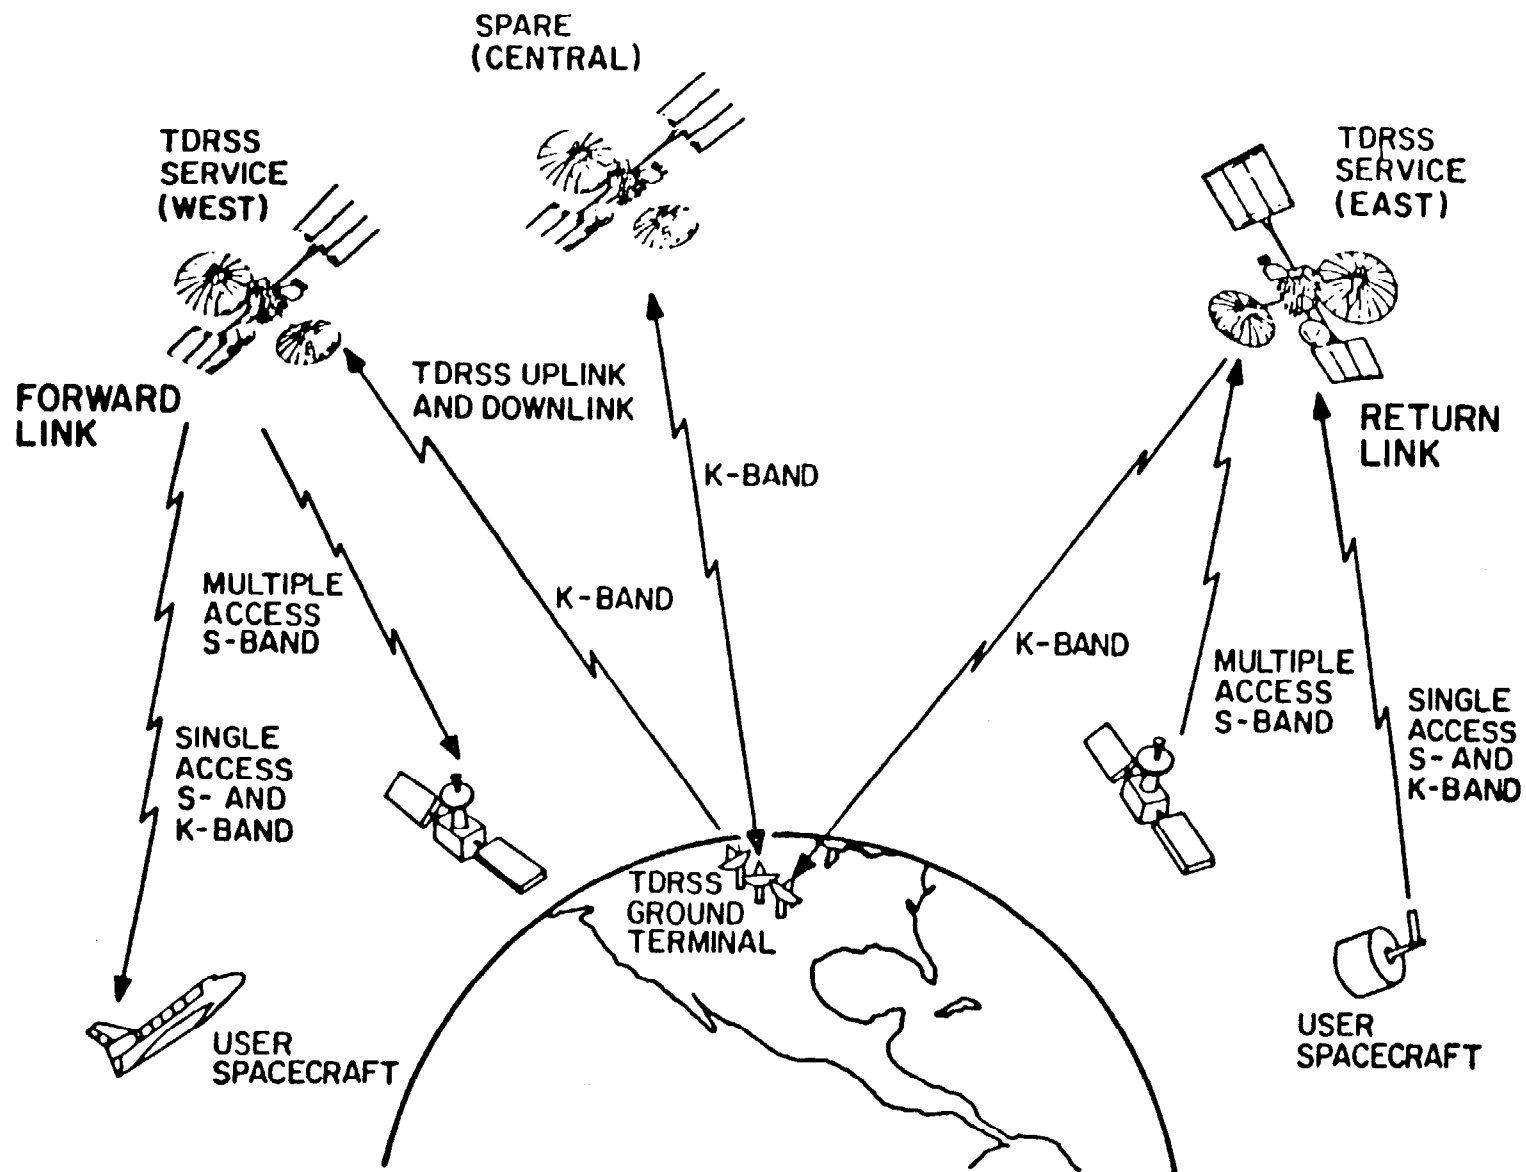 SPARE
(CENTRAL)
TDRSS
SERVICE
(WEST)
TDRSS
SERVICE
(EAST)
FORWARD
LINK
TDRSS UPLINK
AND DOWNLINK
RETURN
LINK
K-BAND
K-BAND
K-BAND
MULTIPLE
ACCESS
S-BAND
MULTIPLE
ACCESS
S-BAND
SINGLE
ACCESS
S- AND
K-BAND
SINGLE
ACCESS
S- AND
K-BAND
TDRSS
GROUND
TERMINAL
USER
SPACECRAFT
USER
SPACECRAFT